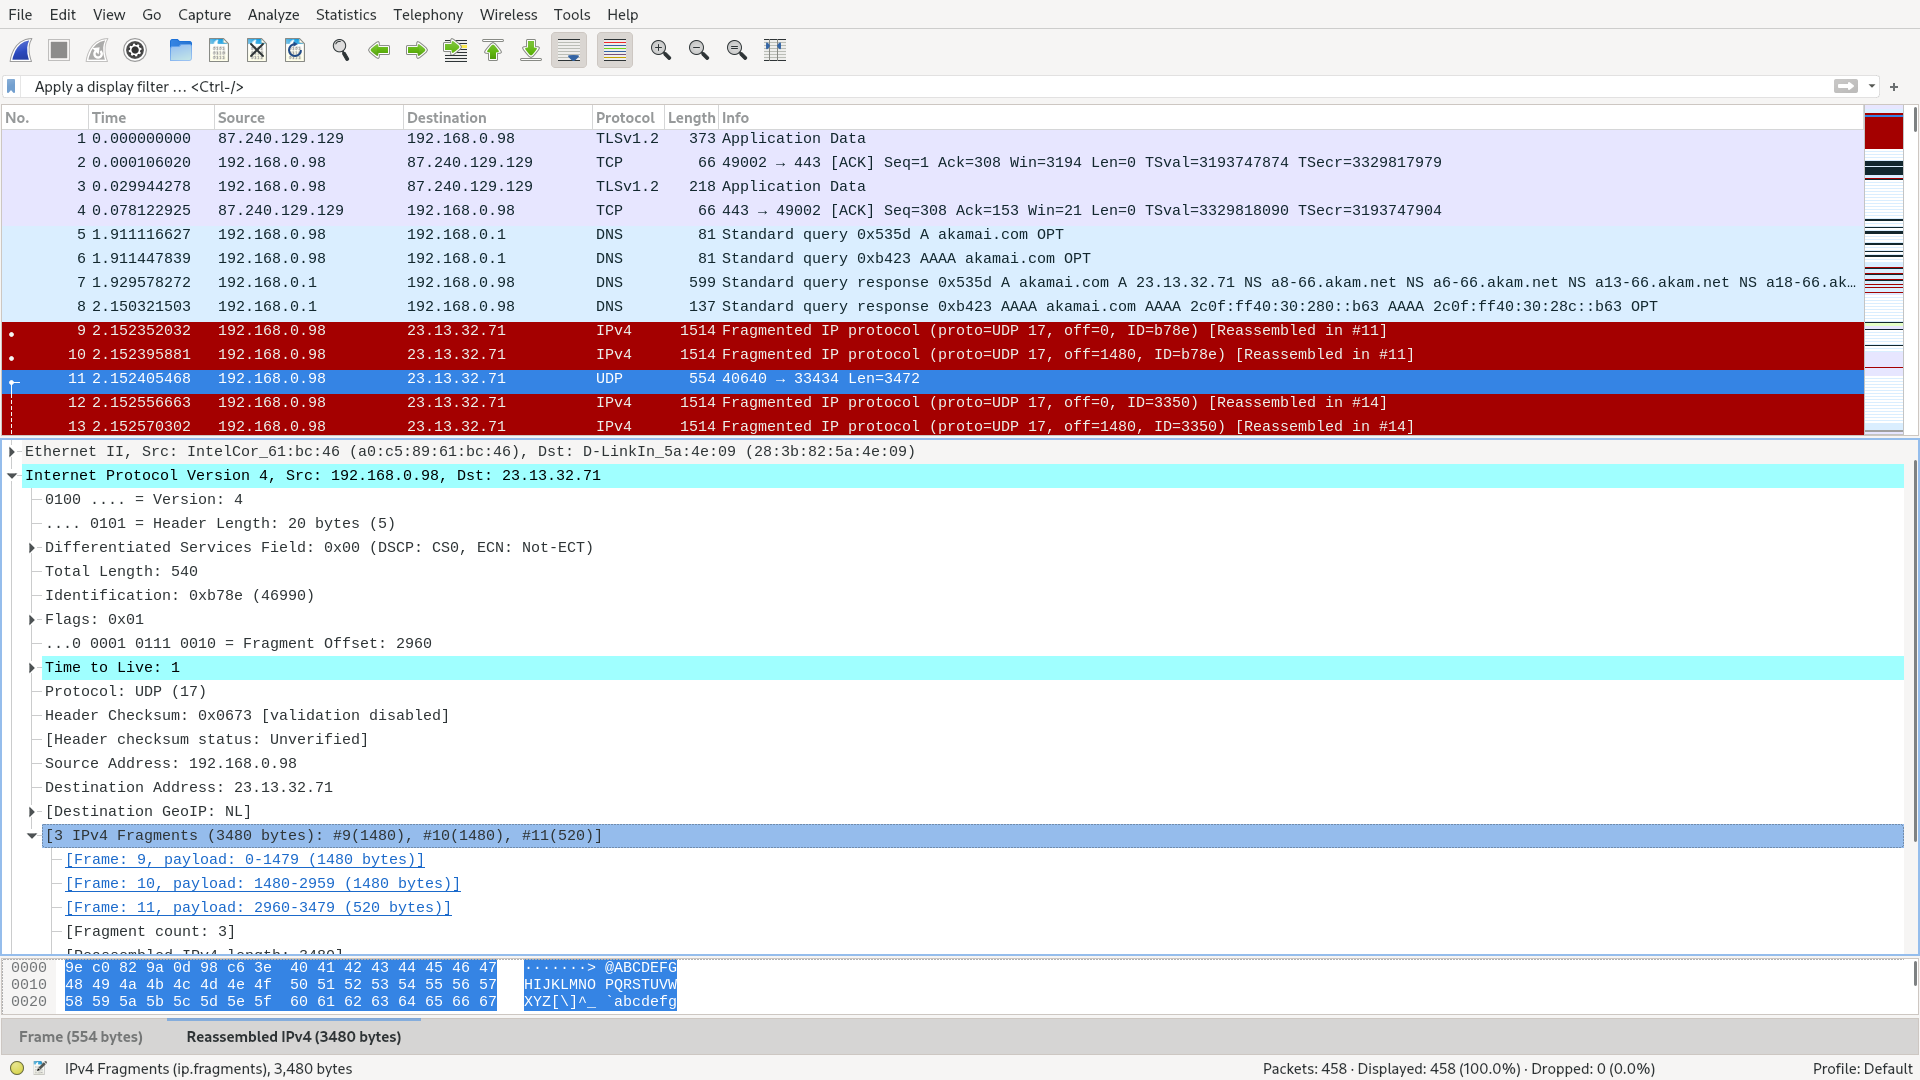 File Edit View Go Capture Analyze Statistics Telephony Wireless Tools Help
Apply a display filter … <Ctrl-/>
No. Time Source Destination Protocol Length Info
1 0.000000000 87.240.129.129 192.168.0.98 TLSv1.2 373 Application Data
2 0.000106020 192.168.0.98 87.240.129.129 TCP 66 49002 → 443 [ACK] Seq=1 Ack=308 Win=3194 Len=0 TSval=3193747874 TSecr=3329817979
3 0.029944278 192.168.0.98 87.240.129.129 TLSv1.2 218 Application Data
4 0.078122925 87.240.129.129 192.168.0.98 TCP 66 443 → 49002 [ACK] Seq=308 Ack=153 Win=21 Len=0 TSval=3329818090 TSecr=3193747904
5 1.911116627 192.168.0.98 192.168.0.1 DNS 81 Standard query 0x535d A akamai.com OPT
6 1.911447839 192.168.0.98 192.168.0.1 DNS 81 Standard query 0xb423 AAAA akamai.com OPT
7 1.929578272 192.168.0.1 192.168.0.98 DNS 599 Standard query response 0x535d A akamai.com A 23.13.32.71 NS a8-66.akam.net NS a6-66.akam.net NS a13-66.akam.net NS a18-66.ak…
8 2.150321503 192.168.0.1 192.168.0.98 DNS 137 Standard query response 0xb423 AAAA akamai.com AAAA 2c0f:ff40:30:280::b63 AAAA 2c0f:ff40:30:28c::b63 OPT
9 2.152352032 192.168.0.98 23.13.32.71 IPv4 1514 Fragmented IP protocol (proto=UDP 17, off=0, ID=b78e) [Reassembled in #11]
10 2.152395881 192.168.0.98 23.13.32.71 IPv4 1514 Fragmented IP protocol (proto=UDP 17, off=1480, ID=b78e) [Reassembled in #11]
11 2.152405468 192.168.0.98 23.13.32.71 UDP 554 40640 → 33434 Len=3472
12 2.152556663 192.168.0.98 23.13.32.71 IPv4 1514 Fragmented IP protocol (proto=UDP 17, off=0, ID=3350) [Reassembled in #14]
13 2.152570302 192.168.0.98 23.13.32.71 IPv4 1514 Fragmented IP protocol (proto=UDP 17, off=1480, ID=3350) [Reassembled in #14]
Ethernet II, Src: IntelCor_61:bc:46 (a0:c5:89:61:bc:46), Dst: D-LinkIn_5a:4e:09 (28:3b:82:5a:4e:09)
Internet Protocol Version 4, Src: 192.168.0.98, Dst: 23.13.32.71
0100 .... = Version: 4
.... 0101 = Header Length: 20 bytes (5)
Differentiated Services Field: 0x00 (DSCP: CS0, ECN: Not-ECT)
Total Length: 540
Identification: 0xb78e (46990)
Flags: 0x01
...0 0001 0111 0010 = Fragment Offset: 2960
Time to Live: 1
Protocol: UDP (17)
Header Checksum: 0x0673 [validation disabled]
[Header checksum status: Unverified]
Source Address: 192.168.0.98
Destination Address: 23.13.32.71
[Destination GeoIP: NL]
[3 IPv4 Fragments (3480 bytes): #9(1480), #10(1480), #11(520)]
[Frame: 9, payload: 0-1479 (1480 bytes)]
[Frame: 10, payload: 1480-2959 (1480 bytes)]
[Frame: 11, payload: 2960-3479 (520 bytes)]
[Fragment count: 3]
[Reassembled IPv4 length: 3480]
0000 9e c0 82 9a 0d 98 c6 3e 40 41 42 43 44 45 46 47 ·······> @ABCDEFG
0010 48 49 4a 4b 4c 4d 4e 4f 50 51 52 53 54 55 56 57 HIJKLMNO PQRSTUVW
0020 58 59 5a 5b 5c 5d 5e 5f 60 61 62 63 64 65 66 67 XYZ[\]^_ `abcdefg
Frame (554 bytes) Reassembled IPv4 (3480 bytes)
IPv4 Fragments (ip.fragments), 3,480 bytes Packets: 458 · Displayed: 458 (100.0%) · Dropped: 0 (0.0%) Profile: Default